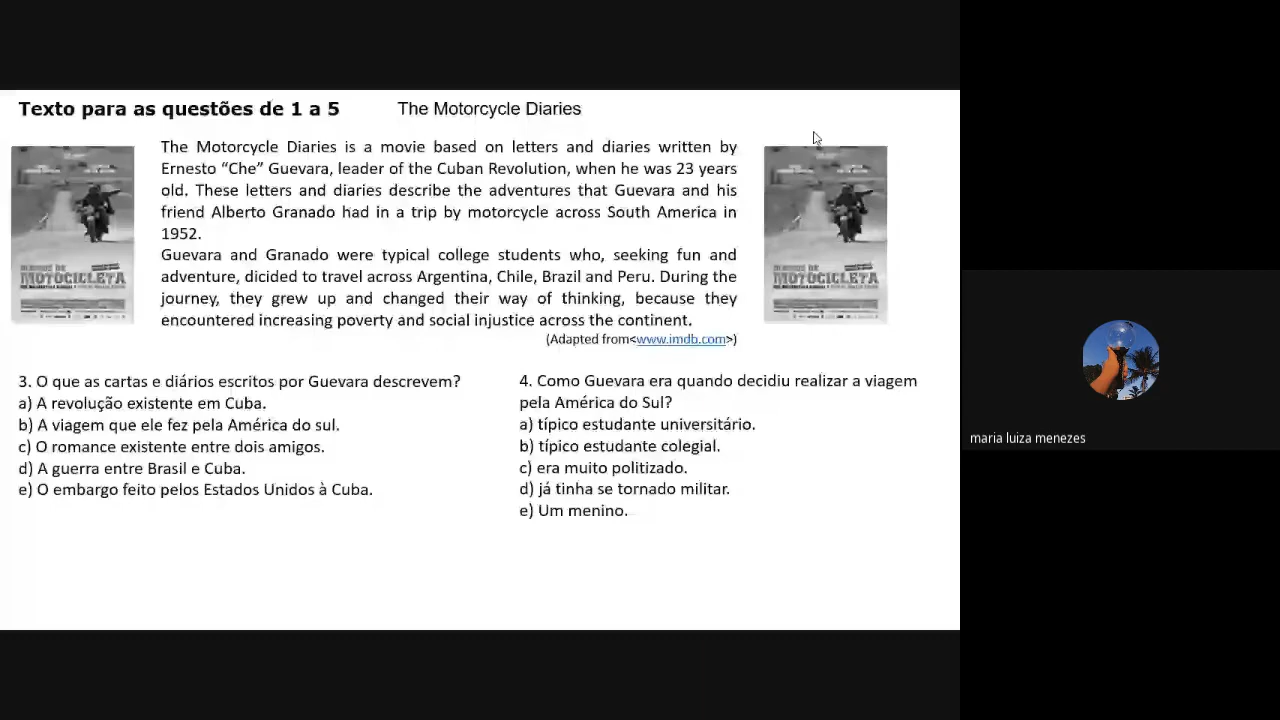 Texto para as questões de 1 a 5
The Motorcycle Diaries
The Motorcycle Diaries is a movie based on letters and diaries written by
Ernesto “Che” Guevara, leader of the Cuban Revolution, when he was 23 years
old. These letters and diaries describe the adventures that Guevara and his
friend Alberto Granado had in a trip by motorcycle across South America in
1952.
Guevara and Granado were typical college students who, seeking fun and
adventure, dicided to travel across Argentina, Chile, Brazil and Peru. During the
journey, they grew up and changed their way of thinking, because they
encountered increasing poverty and social injustice across the continent.
(Adapted from<www.imdb.com>)
MOTOCICLETA
MOTOCICLETA
3. O que as cartas e diários escritos por Guevara descrevem?
a) A revolução existente em Cuba.
b) A viagem que ele fez pela América do sul.
c) O romance existente entre dois amigos.
d) A guerra entre Brasil e Cuba.
e) O embargo feito pelos Estados Unidos à Cuba.
4. Como Guevara era quando decidiu realizar a viagem
pela América do Sul?
a) típico estudante universitário.
b) típico estudante colegial.
c) era muito politizado.
d) já tinha se tornado militar.
e) Um menino.
maria luiza menezes